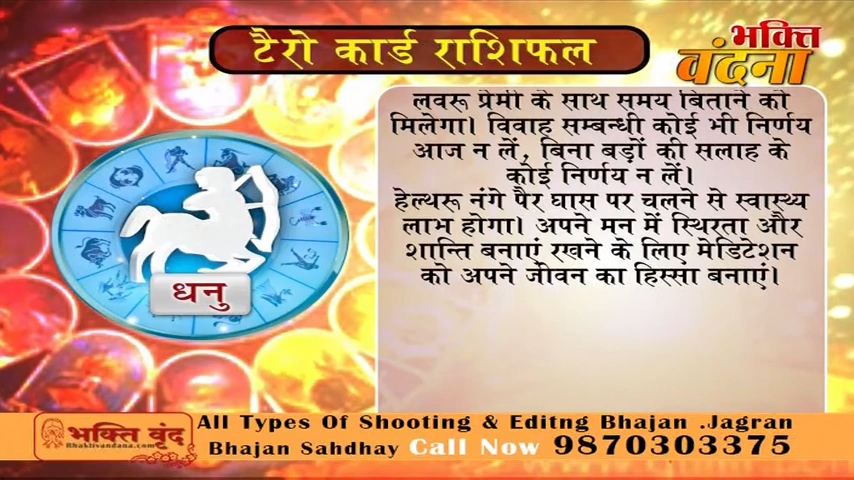 टैरो कार्ड राशिफल
भक्ति
वंदना
लवरू प्रेमी के साथ समय बिताने को
मिलेगा। विवाह सम्बन्धी कोई भी निर्णय
आज न लें, बिना बड़ों की सलाह के
कोई निर्णय न लें।
हेल्थरू नंगे पैर घास पर चलने से स्वास्थ्य
लाभ होगा। अपने मन में स्थिरता और
शान्ति बनाएं रखने के लिए मेडिटेशन
को अपने जीवन का हिस्सा बनाएं।
धनु
भक्ति वृंद
Bhaktivandana.com
All Types Of Shooting & Editng Bhajan .Jagran
Bhajan Sahdhay Call Now 9870303375